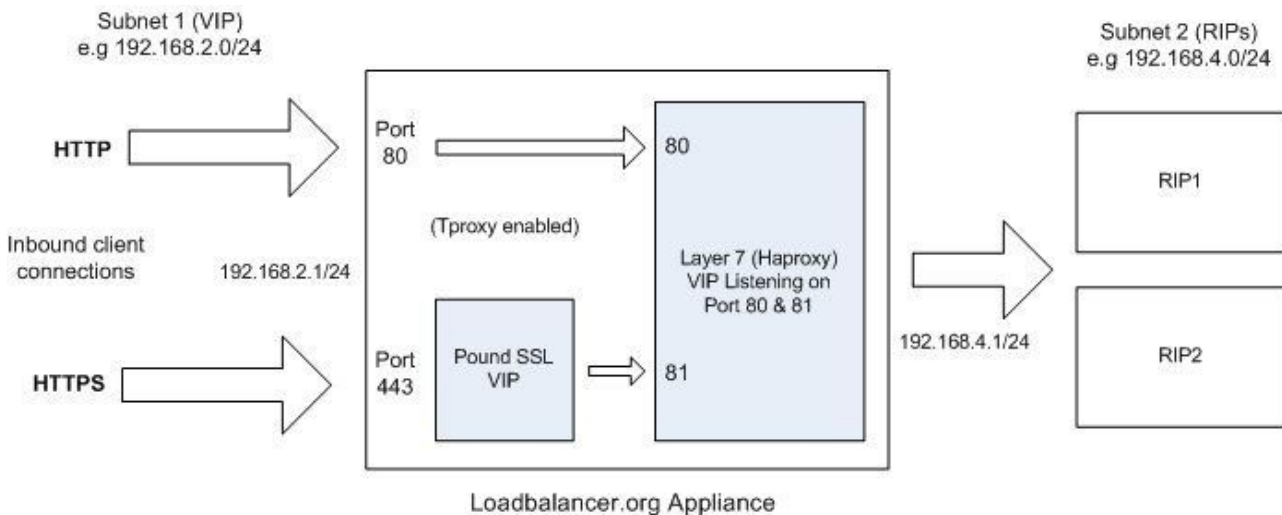 Subnet 1 (VIP)
e.g 192.168.2.0/24
Subnet 2 (RIPs)
e.g 192.168.4.0/24
HTTP
Port
80
80
(Tproxy enabled)
RIP1
Inbound client
connections
192.168.2.1/24
Layer 7 (Haproxy)
VIP Listening on
Port 80 & 81
192.168.4.1/24
HTTPS
Port
443
Pound SSL
VIP
81
RIP2
Loadbalancer.org Appliance